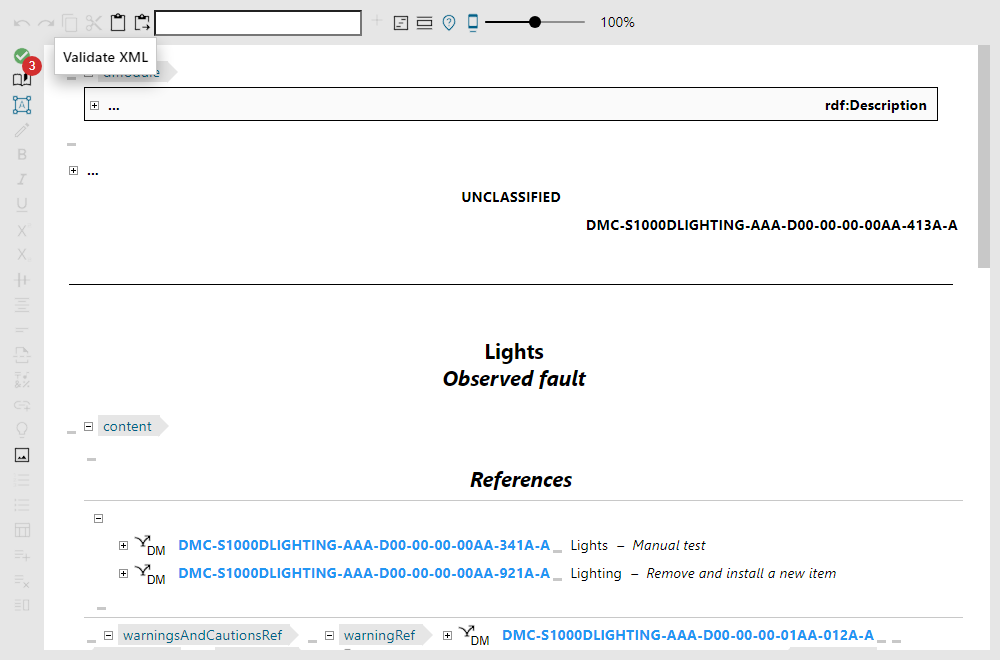 100%
Validate XML
3
dmodule
... rdf:Description
...
UNCLASSIFIED
DMC-S1000DLIGHTING-AAA-D00-00-00-00AA-413A-A
Lights
Observed fault
content
References
DM DMC-S1000DLIGHTING-AAA-D00-00-00-00AA-341A-A Lights – Manual test
DM DMC-S1000DLIGHTING-AAA-D00-00-00-00AA-921A-A Lighting – Remove and install a new item
warningsAndCautionsRef warningRef DM DMC-S1000DLIGHTING-AAA-D00-00-00-01AA-012A-A